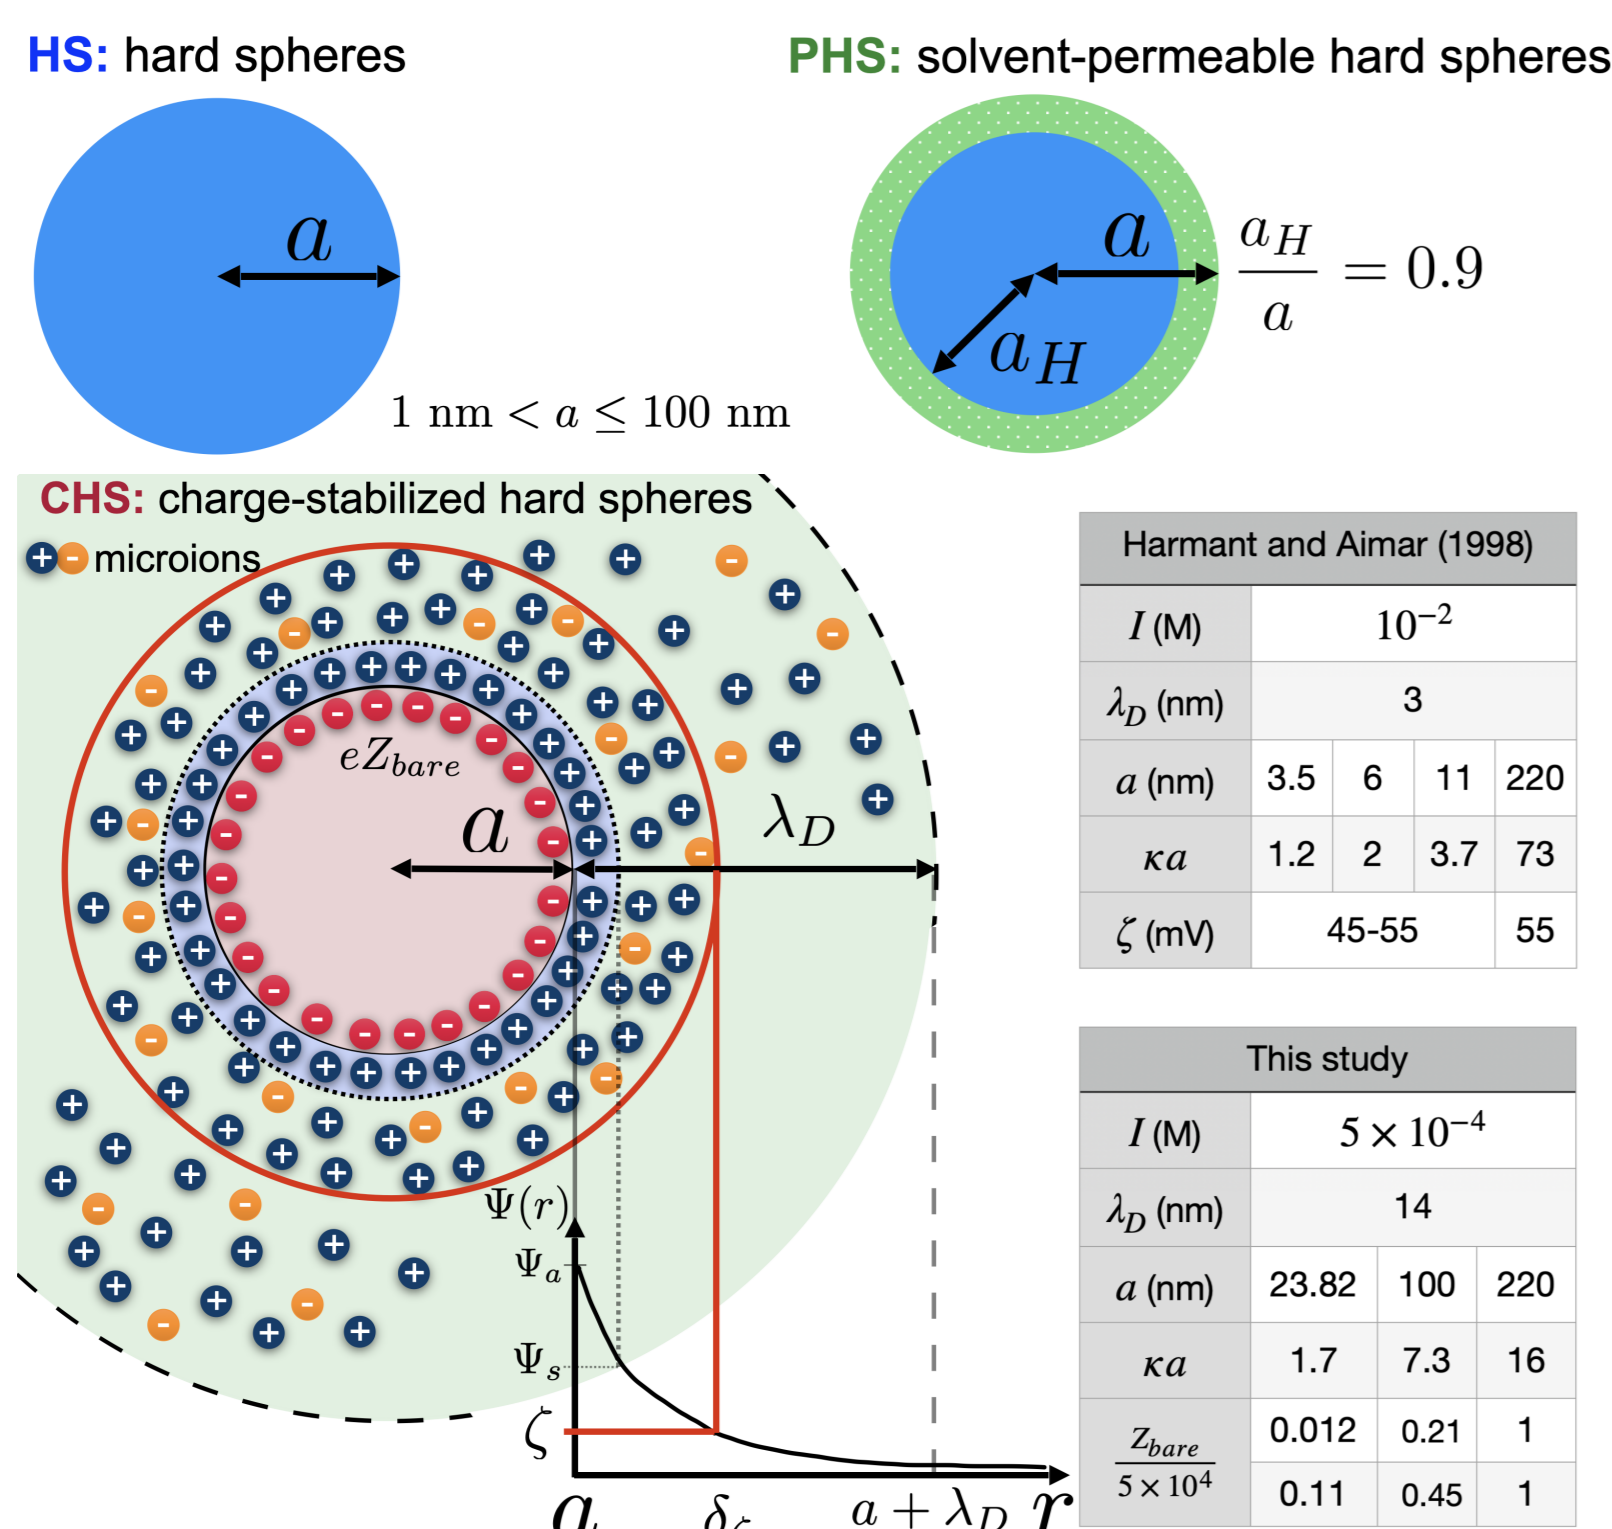 HS: hard spheres
PHS: solvent-permeable hard spheres
a
a
a_H
a_H / a = 0.9
1 nm < a ≤ 100 nm
CHS: charge-stabilized hard spheres
+ - microions
eZ_bare
a
λ_D
Ψ(r)
Ψ_a
Ψ_s
ζ
a δ_ζ a + λ_D r
Harmant and Aimar (1998)
I (M) 10⁻²
λ_D (nm) 3
a (nm) 3.5 6 11 220
κa 1.2 2 3.7 73
ζ (mV) 45-55 55
This study
I (M) 5 × 10⁻⁴
λ_D (nm) 14
a (nm) 23.82 100 220
κa 1.7 7.3 16
Z_bare / 5 × 10⁴ 0.012 0.21 1
0.11 0.45 1